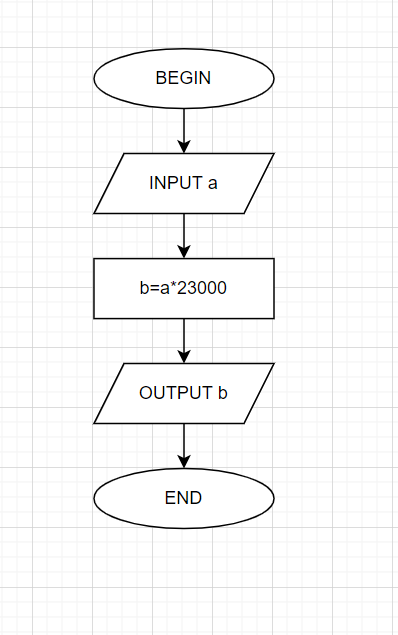 BEGIN
INPUT a
b=a*23000
OUTPUT b
END